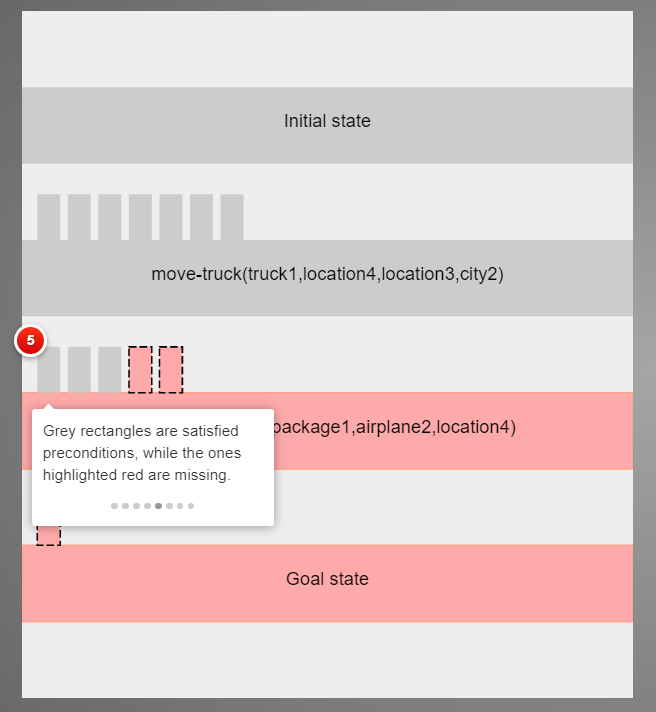 Initial state
move-truck(truck1,location4,location3,city2)
5
package1,airplane2,location4)
Grey rectangles are satisfied
preconditions, while the ones
highlighted red are missing.
Goal state